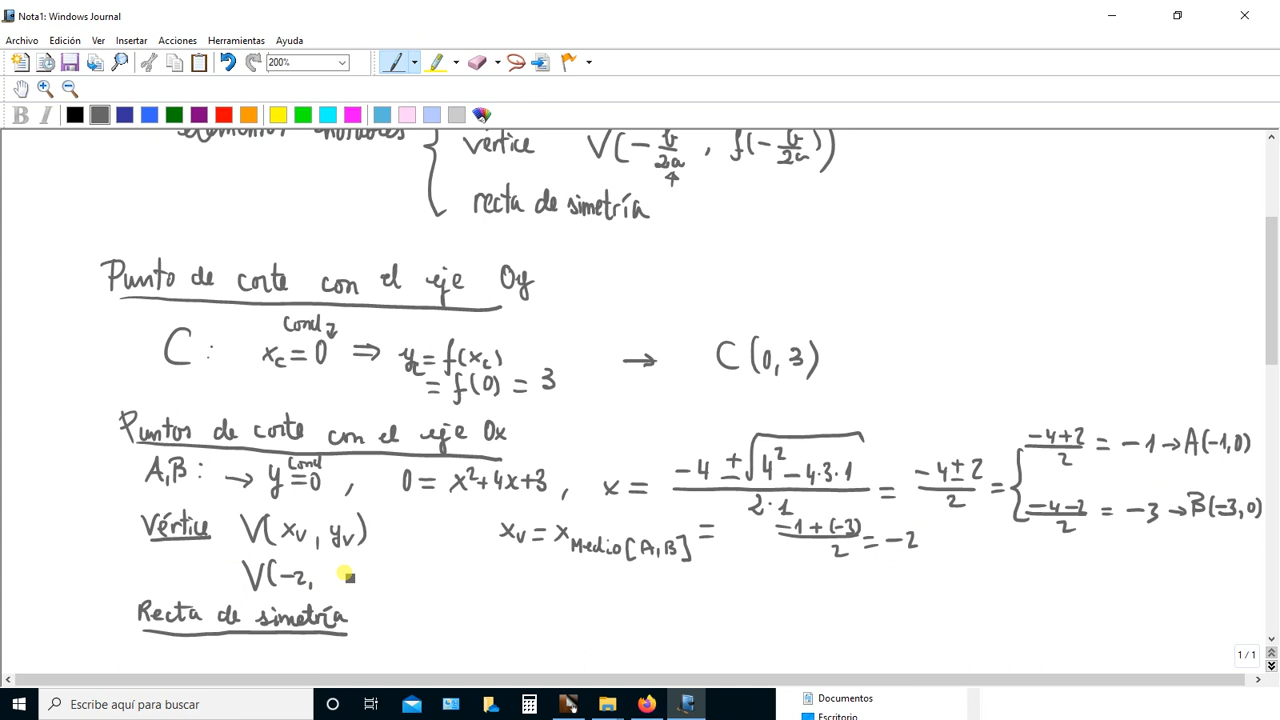 Nota1: Windows Journal
Archivo Edición Ver Insertar Acciones Herramientas Ayuda
200%
B I
vértice V(-b/2a, f(-b/2a))
recta de simetría
Punto de corte con el eje Oy
C: x_C = 0 ⇒ y_C = f(x_C) → C(0,3)
Cond
= f(0) = 3
Puntos de corte con el eje Ox
A,B: → y = 0, 0 = x²+4x+3, x = (-4 ± √(4² - 4·3·1))/(2·1) = (-4 ± 2)/2 = { (-4+2)/2 = -1 → A(-1,0)
Cond
(-4-2)/2 = -3 → B(-3,0)
Vértice V(x_V, y_V) x_V = x_Medio[A,B] = (-1+(-3))/2 = -2
V(-2,
Recta de simetría
1 / 1
Escribe aquí para buscar
Documentos
Escritorio